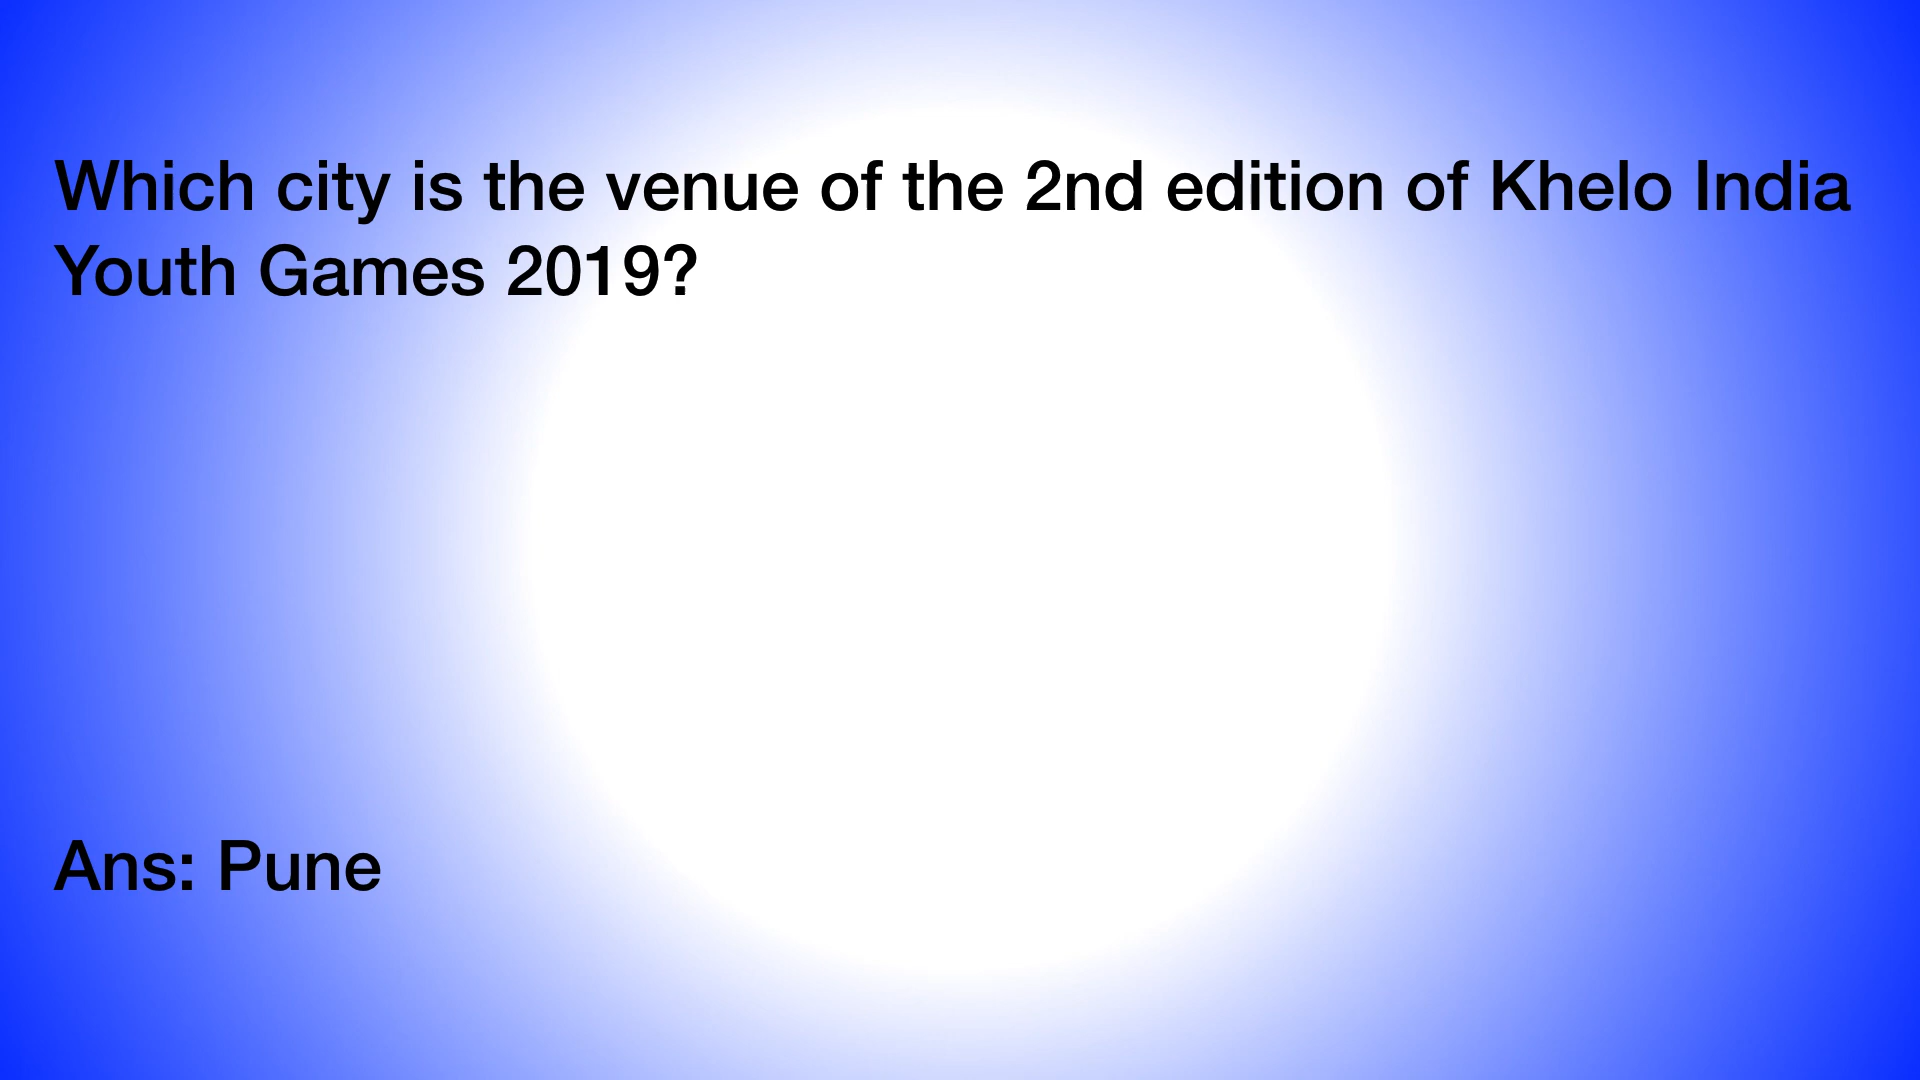 Which city is the venue of the 2nd edition of Khelo India
Youth Games 2019?
Ans: Pune